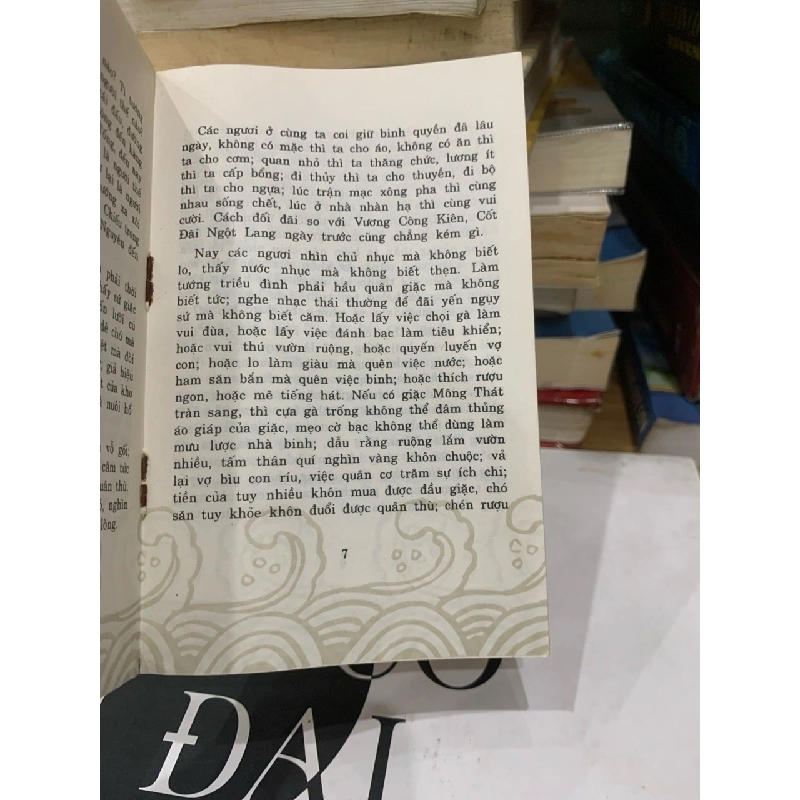 này? Ta thường
phải thời
vỗ gối;
quân thù.
nghìn
lòng.
Các ngươi ở cùng ta coi giữ binh quyền đã lâu
ngày, không có mặc thì ta cho áo, không có ăn thì
ta cho cơm; quan nhỏ thì ta thăng chức, lương ít
thì ta cấp bổng; đi thủy thì ta cho thuyền, đi bộ
thì ta cho ngựa; lúc trận mạc xông pha thì cùng
nhau sống chết, lúc ở nhà nhàn hạ thì cùng vui
cười. Cách đối đãi so với Vương Công Kiên, Cốt
Đãi Ngột Lang ngày trước cũng chẳng kém gì.
Nay các ngươi nhìn chủ nhục mà không biết
lo, thấy nước nhục mà không biết thẹn. Làm
tướng triều đình phải hầu quân giặc mà không
biết tức; nghe nhạc thái thường để đãi yến ngụy
sứ mà không biết căm. Hoặc lấy việc chọi gà làm
vui đùa, hoặc lấy việc đánh bạc làm tiêu khiển;
hoặc vui thú vườn ruộng, hoặc quyến luyến vợ
con; hoặc lo làm giàu mà quên việc nước; hoặc
ham săn bắn mà quên việc binh; hoặc thích rượu
ngon, hoặc mê tiếng hát. Nếu có giặc Mông Thát
tràn sang, thì cựa gà trống không thể đâm thủng
áo giáp của giặc, mẹo cờ bạc không thể dùng làm
mưu lược nhà binh; dẫu rằng ruộng lắm vườn
nhiều, tấm thân quí nghìn vàng khôn chuộc; vả
lại vợ bìu con ríu, việc quân cơ trăm sự ích chi;
tiền của tuy nhiều khôn mua được đầu giặc, chó
săn tuy khỏe khôn đuổi được quân thù; chén rượu
7
ĐẠI